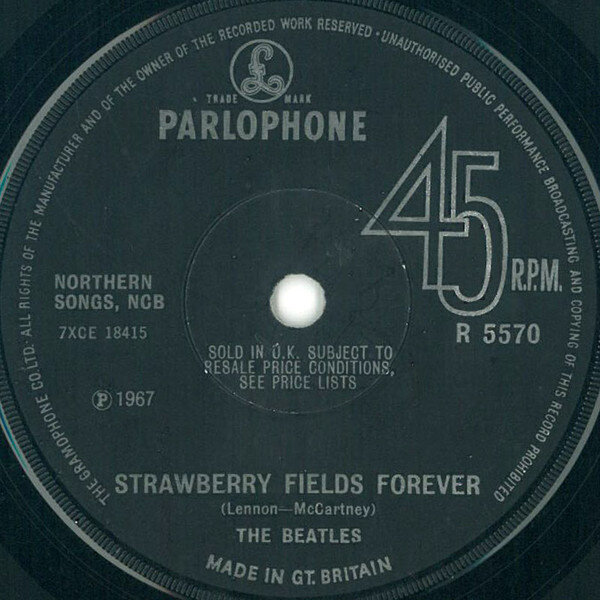 THE GRAMOPHONE CO LTD· ALL RIGHTS OF THE MANUFACTURER AND OF THE OWNER OF THE RECORDED WORK RESERVED · UNAUTHORISED PUBLIC PERFORMANCE BROADCASTING AND COPYING OF THIS RECORD PROHIBITED
£
TRADE MARK
PARLOPHONE
45
R.P.M.
R 5570
NORTHERN
SONGS, NCB
7XCE 18415
SOLD IN U.K. SUBJECT TO
RESALE PRICE CONDITIONS,
SEE PRICE LISTS
Ⓟ 1967
STRAWBERRY FIELDS FOREVER
(Lennon—McCartney)
THE BEATLES
MADE IN GT. BRITAIN